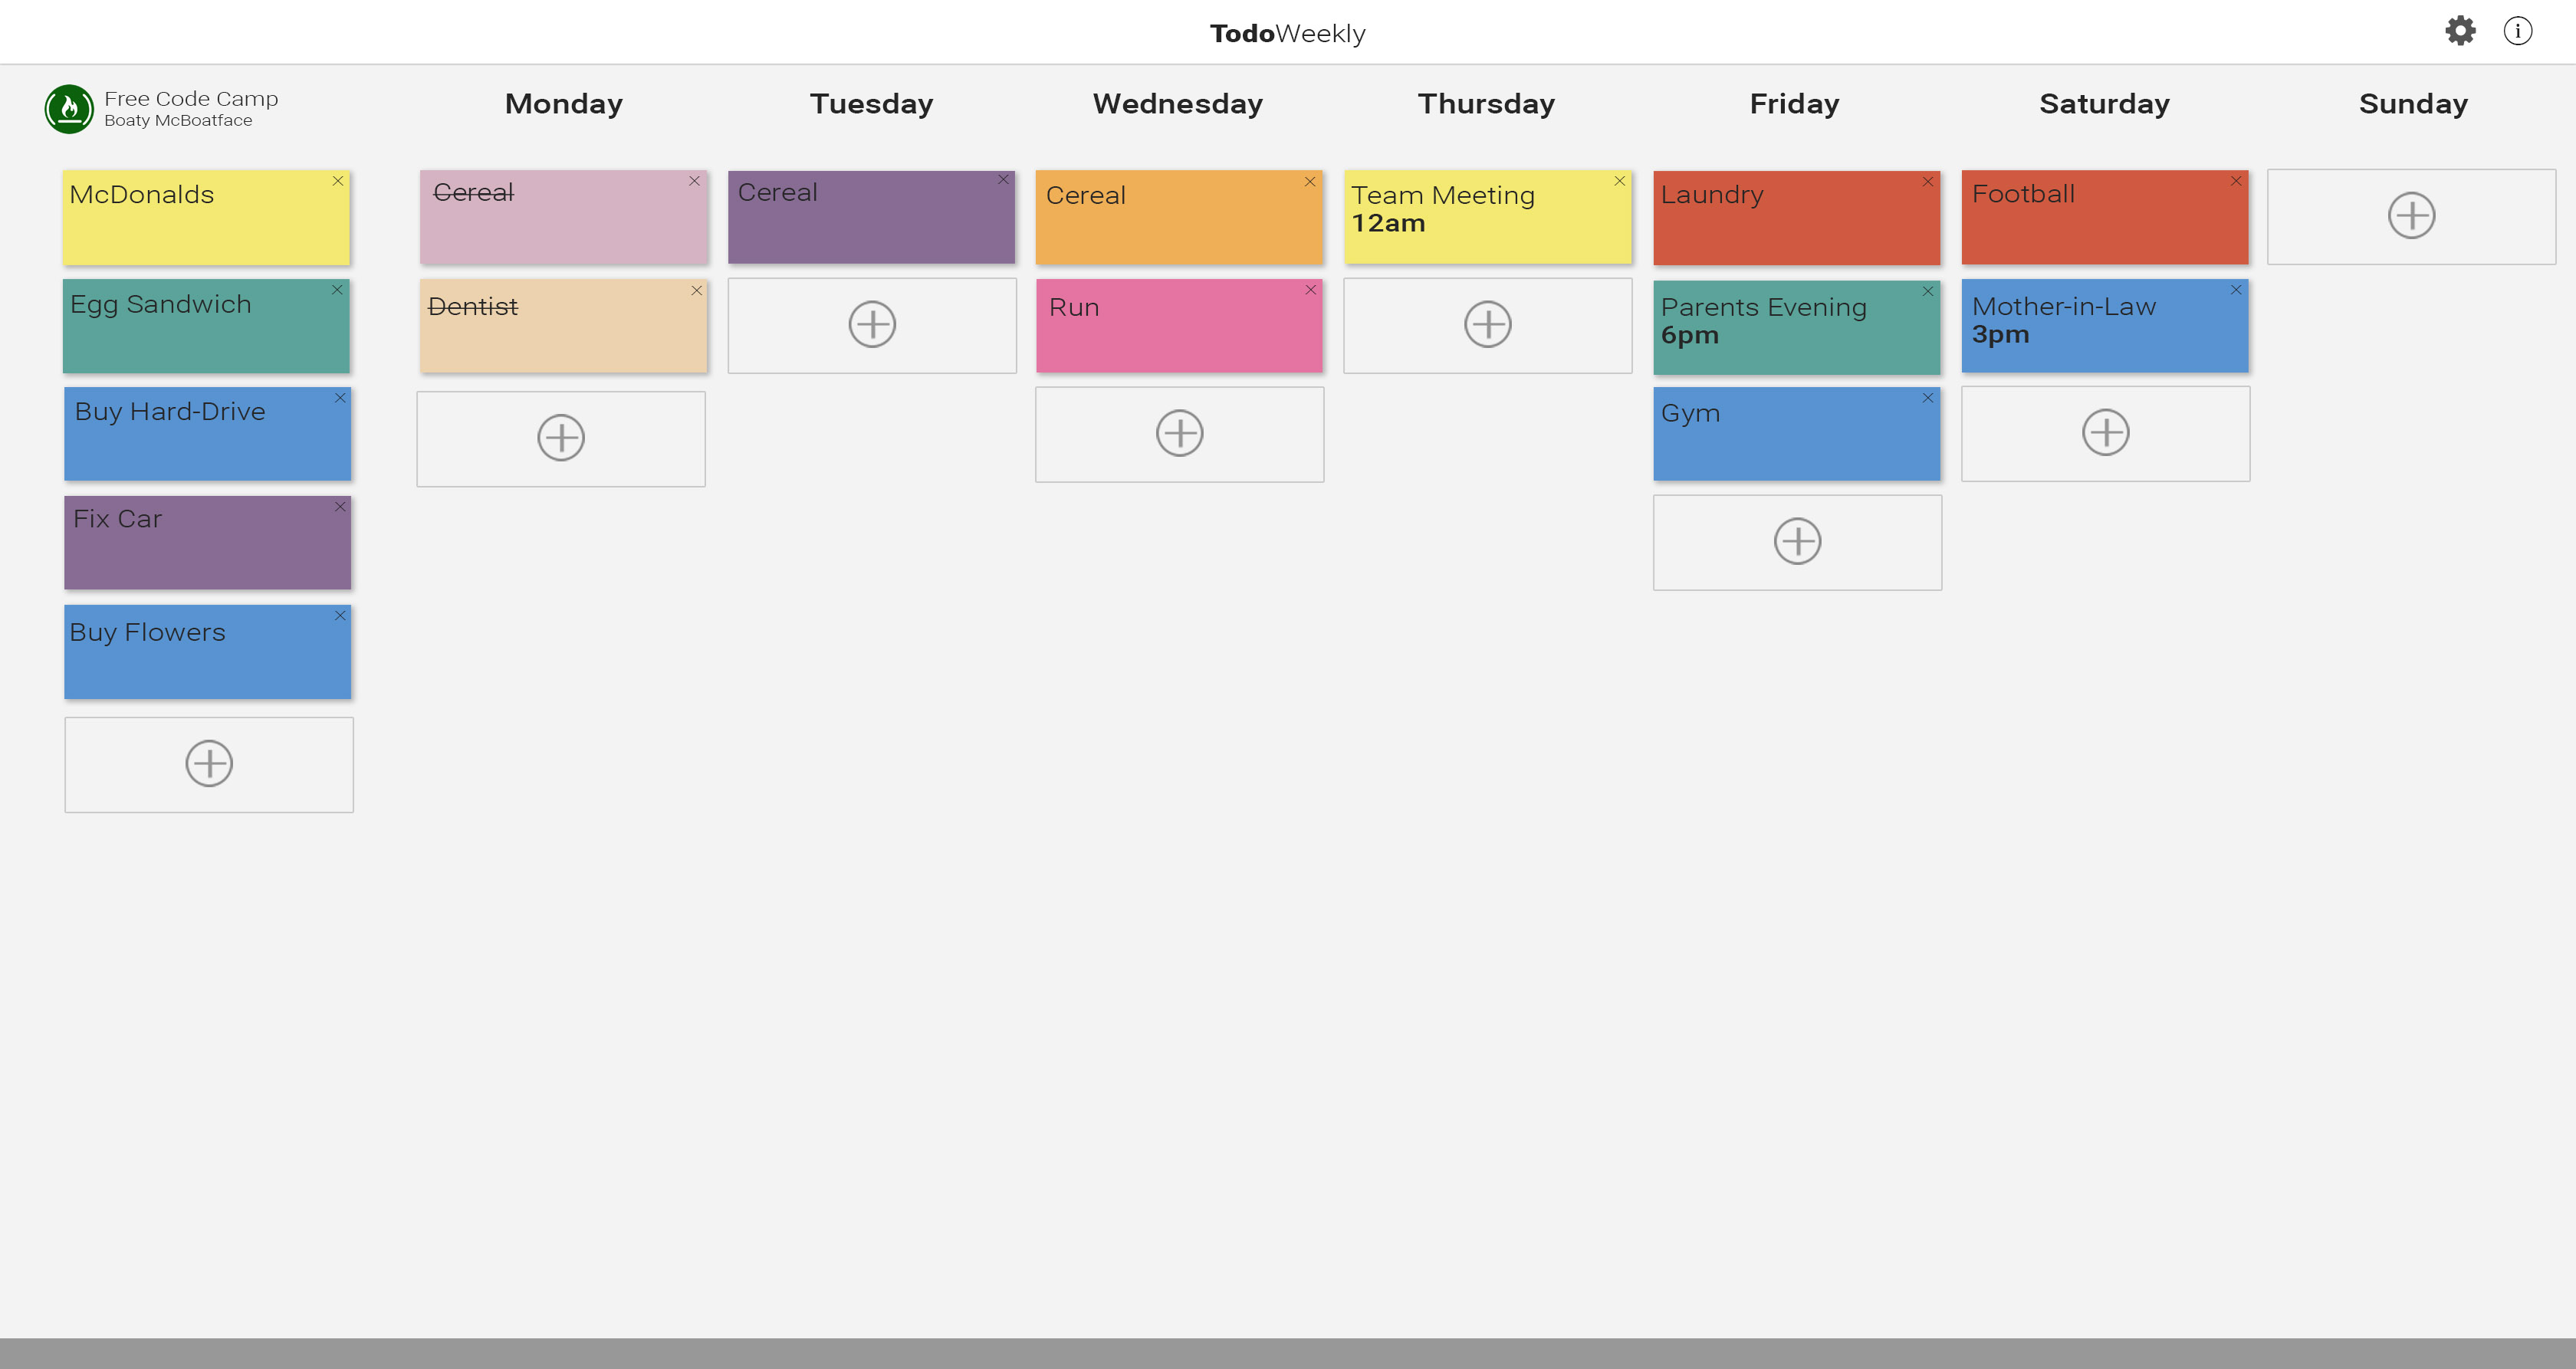 TodoWeekly
Free Code Camp
Boaty McBoatface
Monday
Tuesday
Wednesday
Thursday
Friday
Saturday
Sunday
McDonalds
Egg Sandwich
Buy Hard-Drive
Fix Car
Buy Flowers
Cereal
Dentist
Cereal
Cereal
Run
Team Meeting
12am
Laundry
Parents Evening
6pm
Gym
Football
Mother-in-Law
3pm